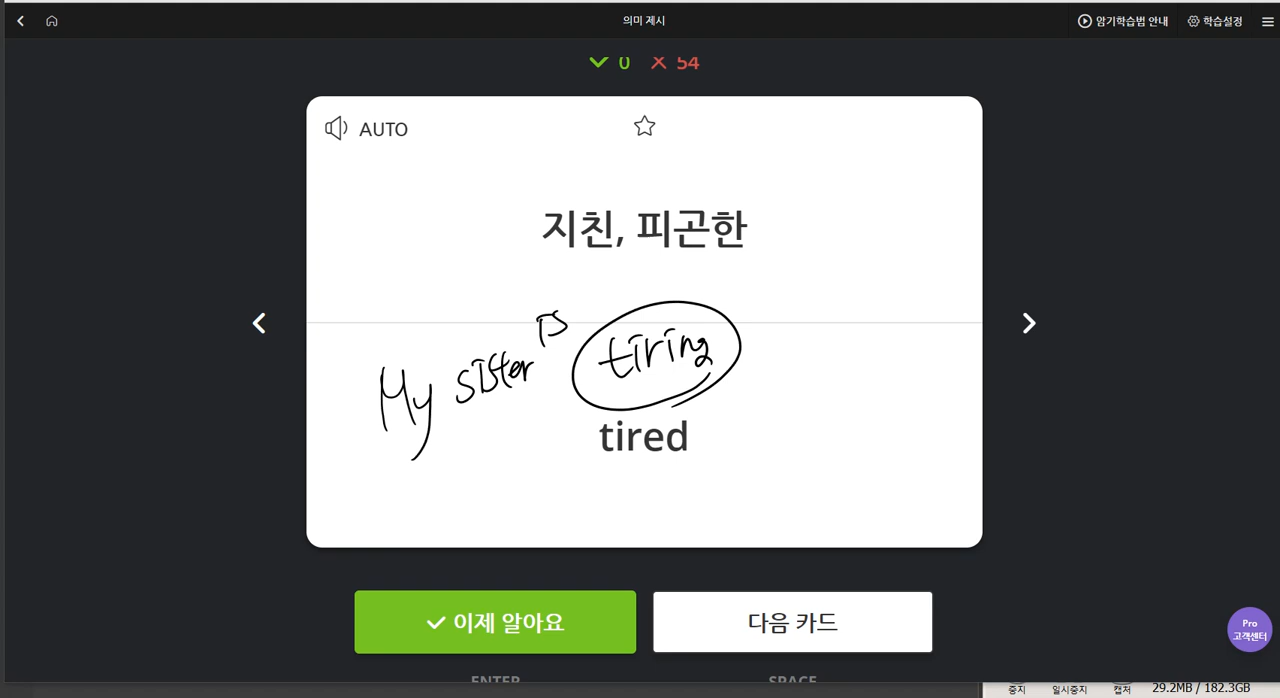 의미 제시
암기학습법 안내
학습설정
0
54
AUTO
지친, 피곤한
My sister is tiring
tired
이제 알아요
다음 카드
Pro
고객센터
ENTER
SPACE
중지
일시중지
캡처
29.2MB / 182.3GB